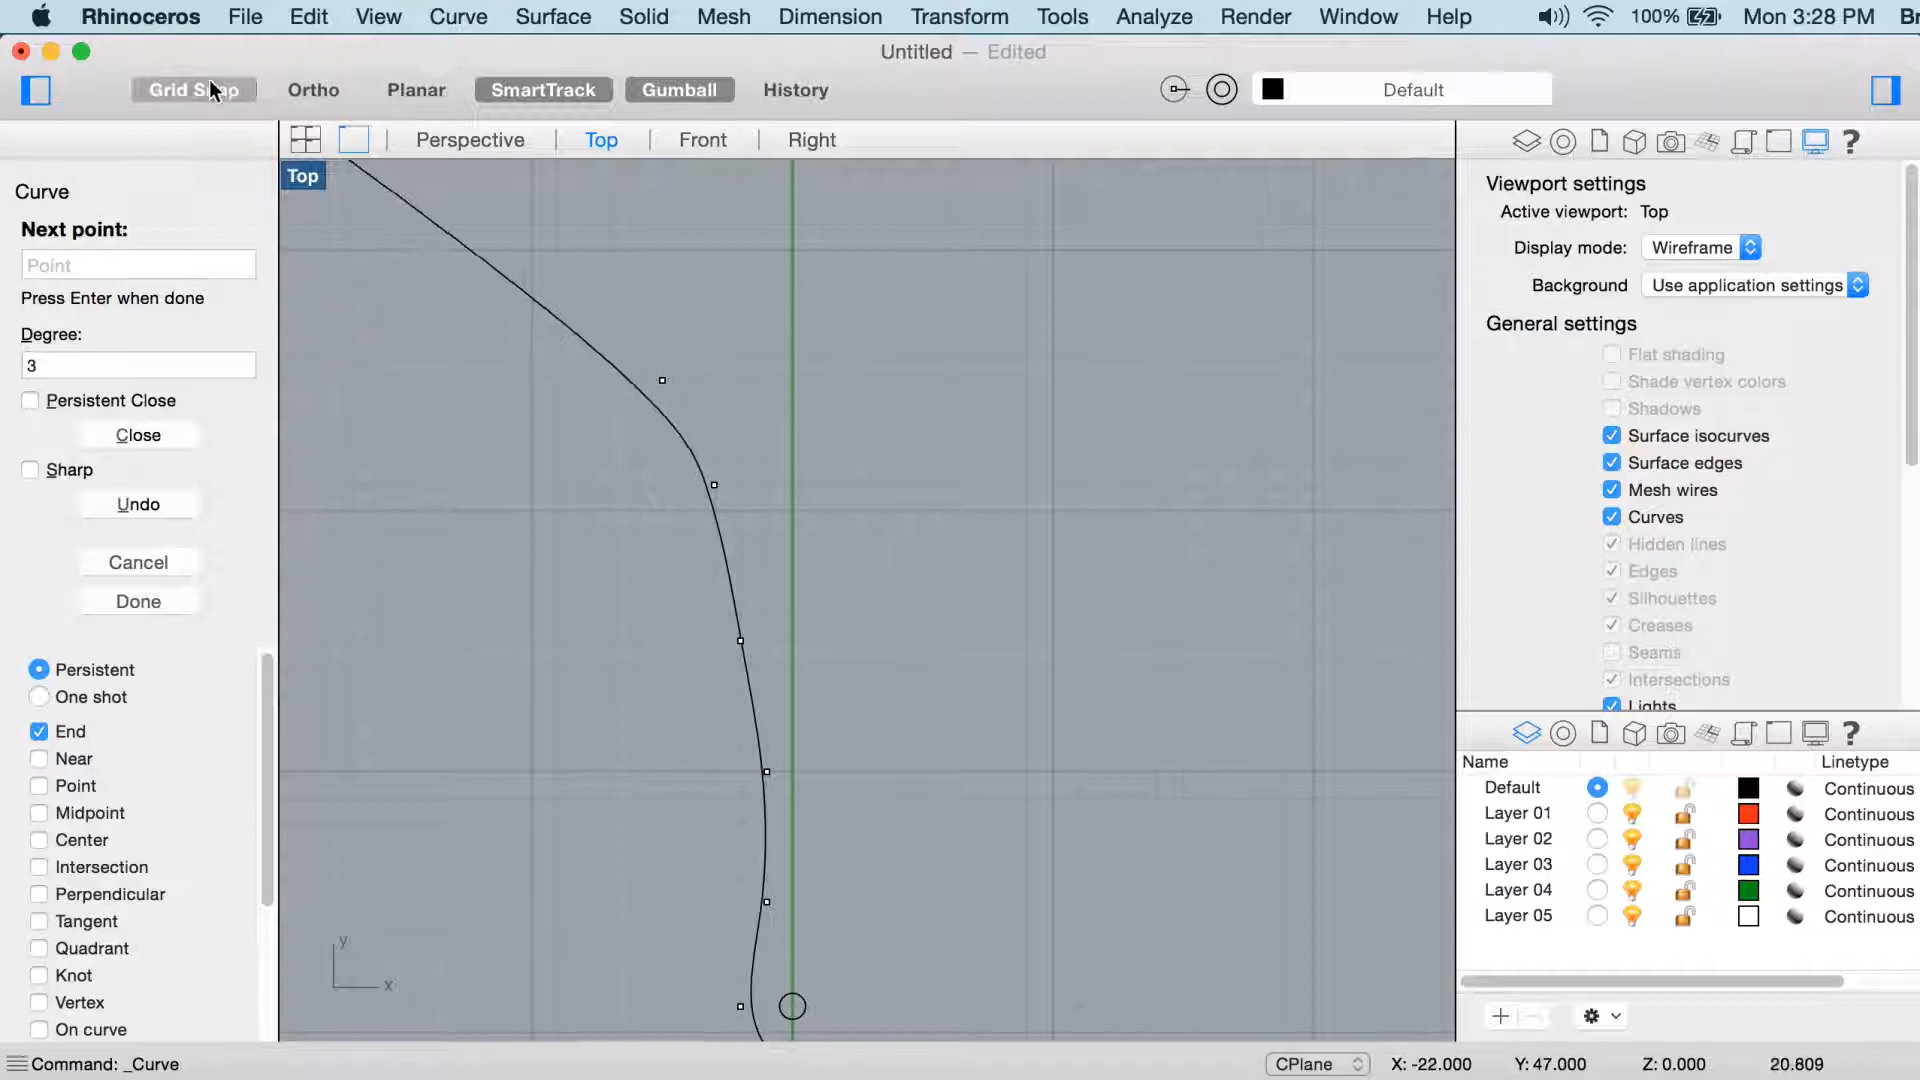 Rhinoceros File Edit View Curve Surface Solid Mesh Dimension Transform Tools Analyze Render Window Help 100% Mon 3:28 PM Br
Untitled — Edited
Grid Snap Ortho Planar SmartTrack Gumball History Default
Perspective Top Front Right
Top
Curve
Next point:
Point
Press Enter when done
Degree:
3
Persistent Close
Close
Sharp
Undo
Cancel
Done
Persistent
One shot
End
Near
Point
Midpoint
Center
Intersection
Perpendicular
Tangent
Quadrant
Knot
Vertex
On curve
y
x
Viewport settings
Active viewport: Top
Display mode: Wireframe
Background Use application settings
General settings
Flat shading
Shade vertex colors
Shadows
Surface isocurves
Surface edges
Mesh wires
Curves
Hidden lines
Edges
Silhouettes
Creases
Seams
Intersections
Lights
Name Linetype
Default Continuous
Layer 01 Continuous
Layer 02 Continuous
Layer 03 Continuous
Layer 04 Continuous
Layer 05 Continuous
Command: _Curve CPlane X: -22.000 Y: 47.000 Z: 0.000 20.809